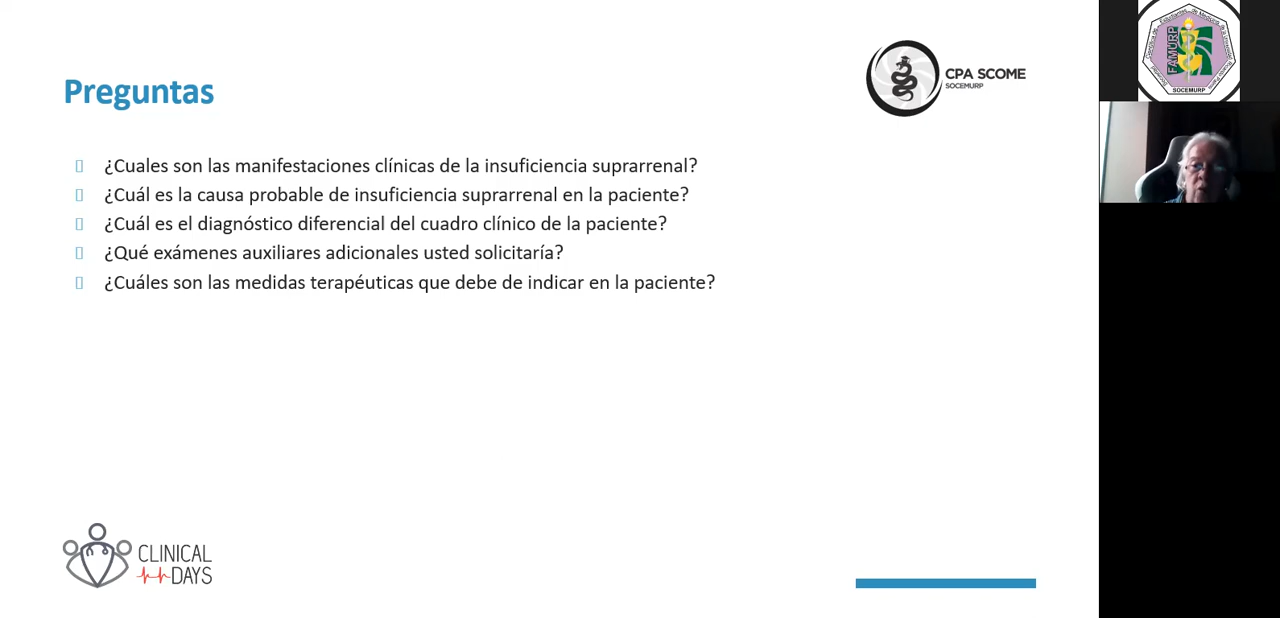 Preguntas
CPA SCOME
SOCEMURP
¿Cuales son las manifestaciones clínicas de la insuficiencia suprarrenal?
¿Cuál es la causa probable de insuficiencia suprarrenal en la paciente?
¿Cuál es el diagnóstico diferencial del cuadro clínico de la paciente?
¿Qué exámenes auxiliares adicionales usted solicitaría?
¿Cuáles son las medidas terapéuticas que debe de indicar en la paciente?
CLINICAL
DAYS
FAMURP
SOCEMURP